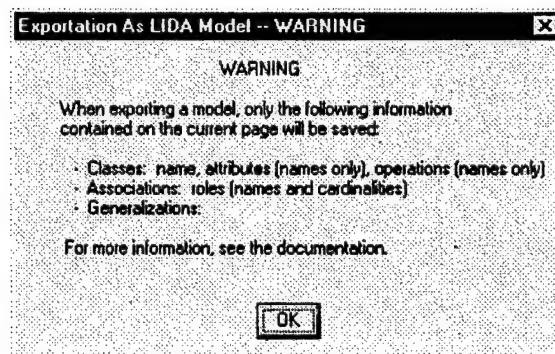 Exportation As LIDA Model -- WARNING
WARNING
When exporting a model, only the following information
contained on the current page will be saved:
- Classes: name, attributes (names only), operations (names only)
- Associations: roles (names and cardinalities)
- Generalizations:
For more information, see the documentation.
OK